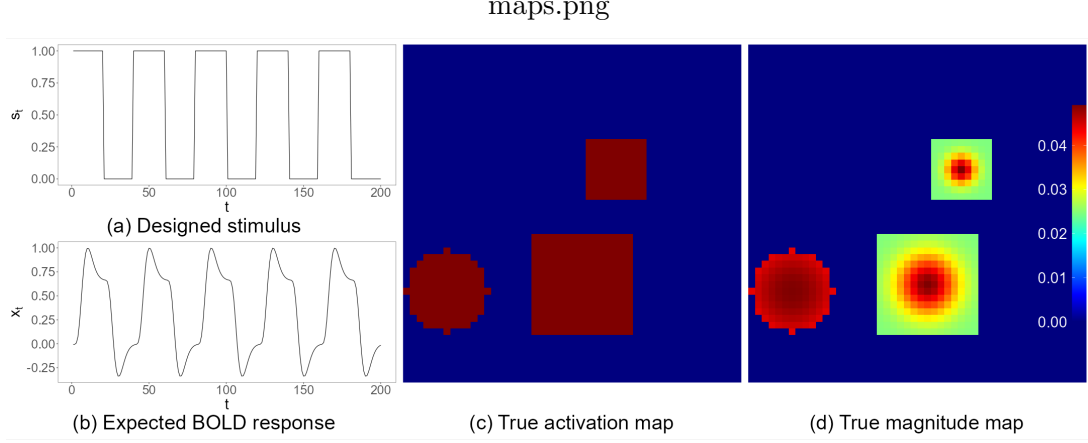 maps.png
1.00
0.75
0.50
0.25
0.00
s_t
0 50 100 150 200
t
(a) Designed stimulus
1.00
0.75
0.50
0.25
0.00
-0.25
x_t
0 50 100 150 200
t
(b) Expected BOLD response
(c) True activation map
0.04
0.03
0.02
0.01
0.00
(d) True magnitude map